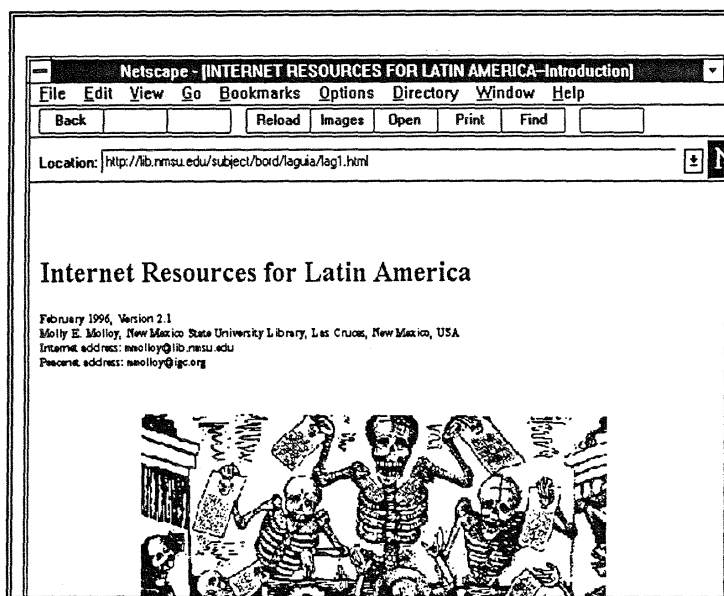 Netscape - [INTERNET RESOURCES FOR LATIN AMERICA–Introduction]
File Edit View Go Bookmarks Options Directory Window Help
Back Reload Images Open Print Find
Location: http://lib.nmsu.edu/subject/bord/laguia/lag1.html
N
Internet Resources for Latin America
February 1996, Version 2.1
Molly E. Molloy, New Mexico State University Library, Las Cruces, New Mexico, USA
Internet address: mmolloy@lib.nmsu.edu
Peacenet address: mmolloy@igc.org